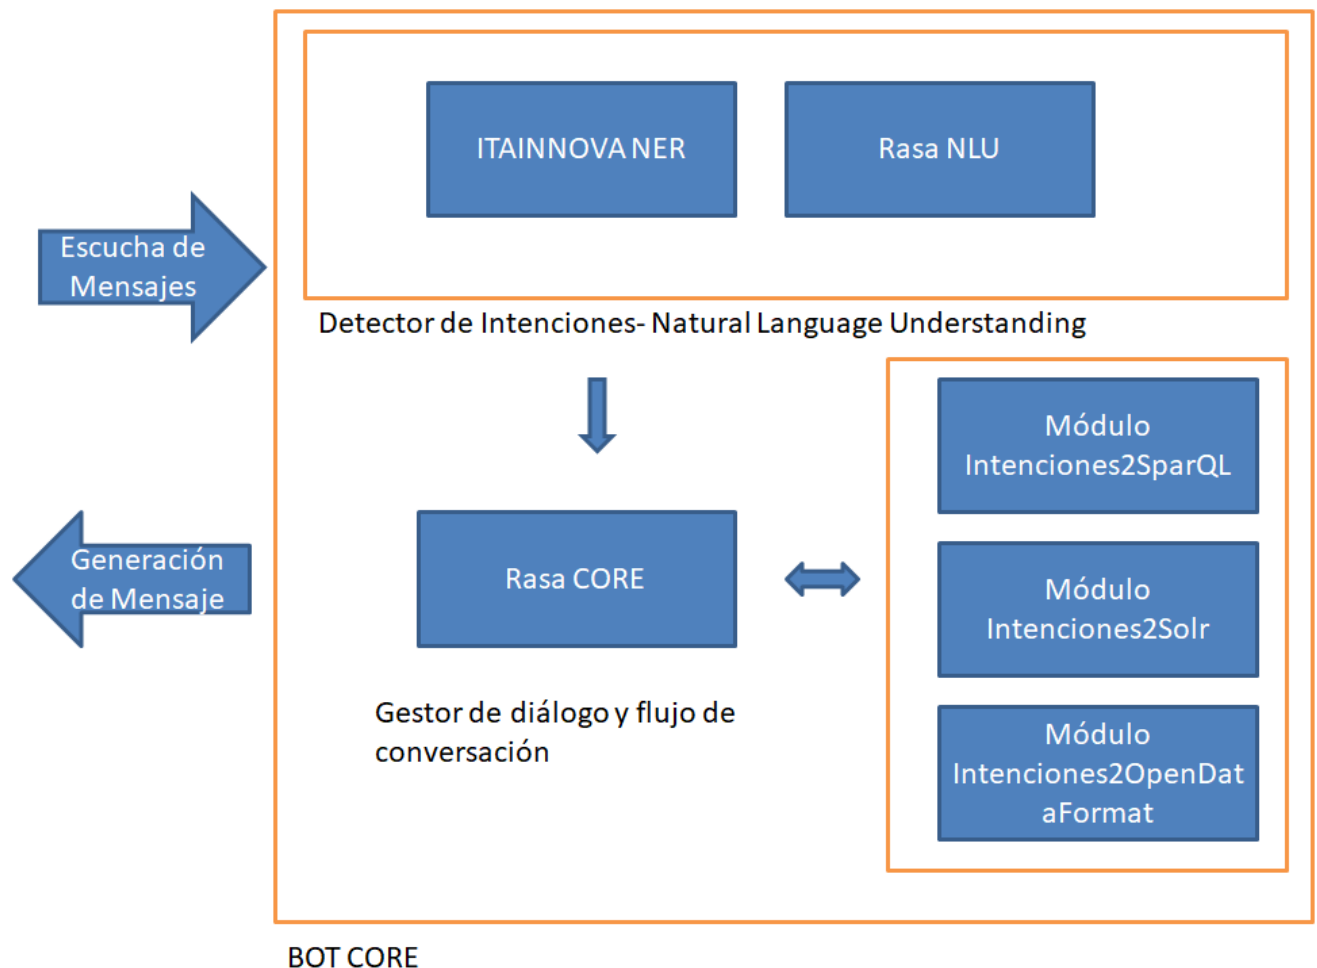 ITAINNOVA NER
Rasa NLU
Escucha de
Mensajes
Detector de Intenciones- Natural Language Understanding
Módulo
Intenciones2SparQL
Generación
de Mensaje
Rasa CORE
Módulo
Intenciones2Solr
Gestor de diálogo y flujo de
conversación
Módulo
Intenciones2OpenDat
aFormat
BOT CORE